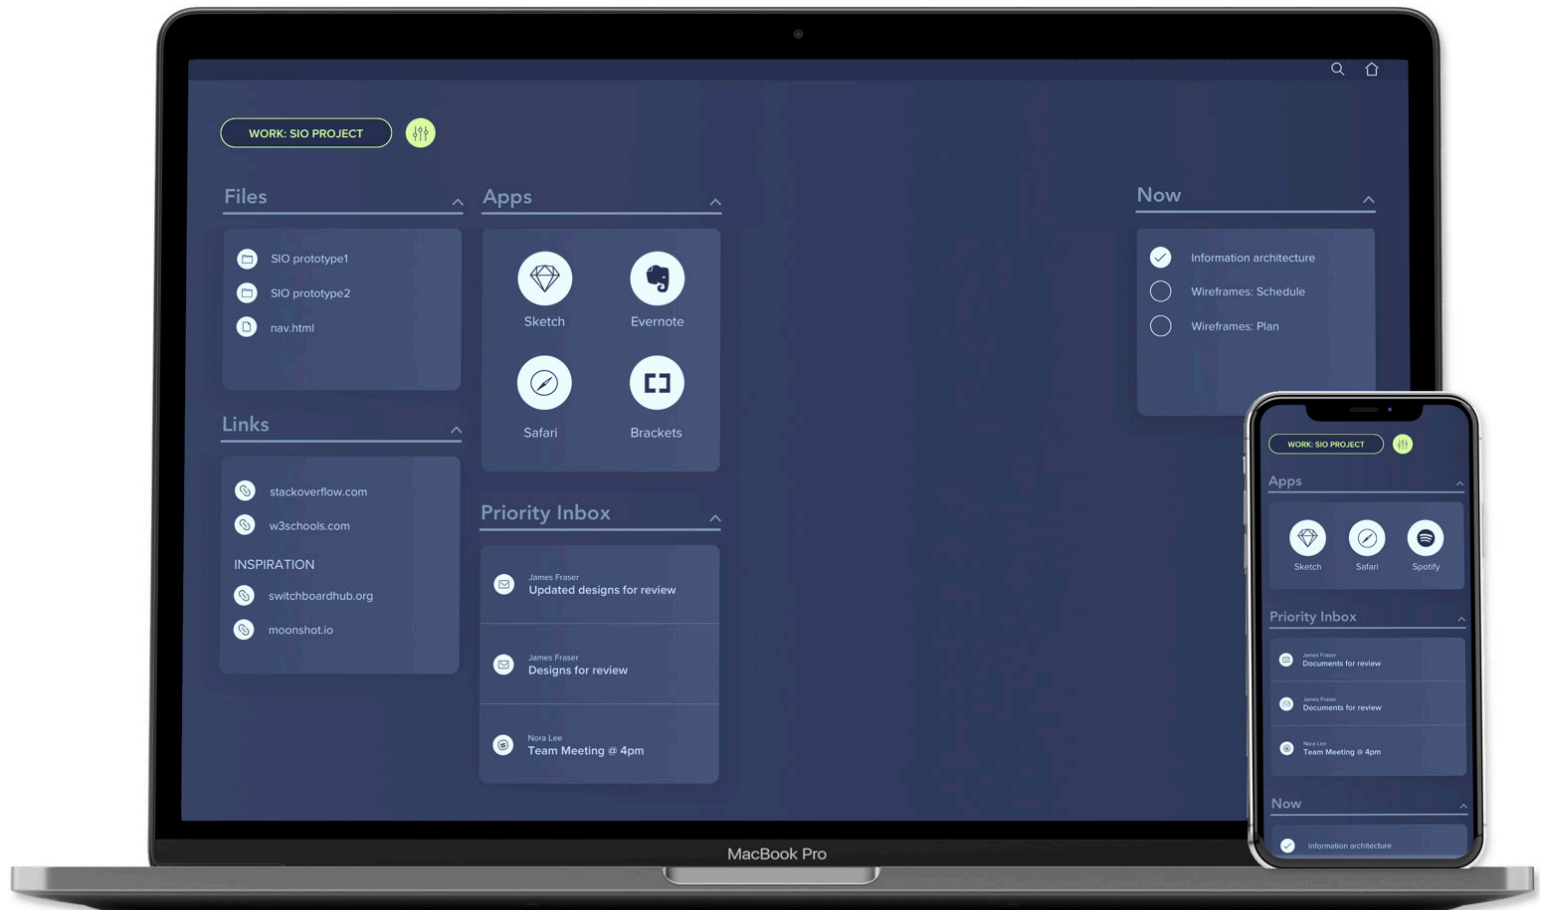 WORK: SIO PROJECT
Files
SIO prototype1
SIO prototype2
nav.html
Links
stackoverflow.com
w3schools.com
INSPIRATION
switchboardhub.org
moonshot.io
Apps
Sketch
Evernote
Safari
Brackets
Priority Inbox
James Fraser
Updated designs for review
James Fraser
Designs for review
Nora Lee
Team Meeting @ 4pm
Now
Information architecture
Wireframes: Schedule
Wireframes: Plan
MacBook Pro
WORK: SIO PROJECT
Apps
Sketch
Safari
Spotify
Priority Inbox
James Fraser
Documents for review
James Fraser
Documents for review
Nora Lee
Team Meeting @ 4pm
Now
Information architecture